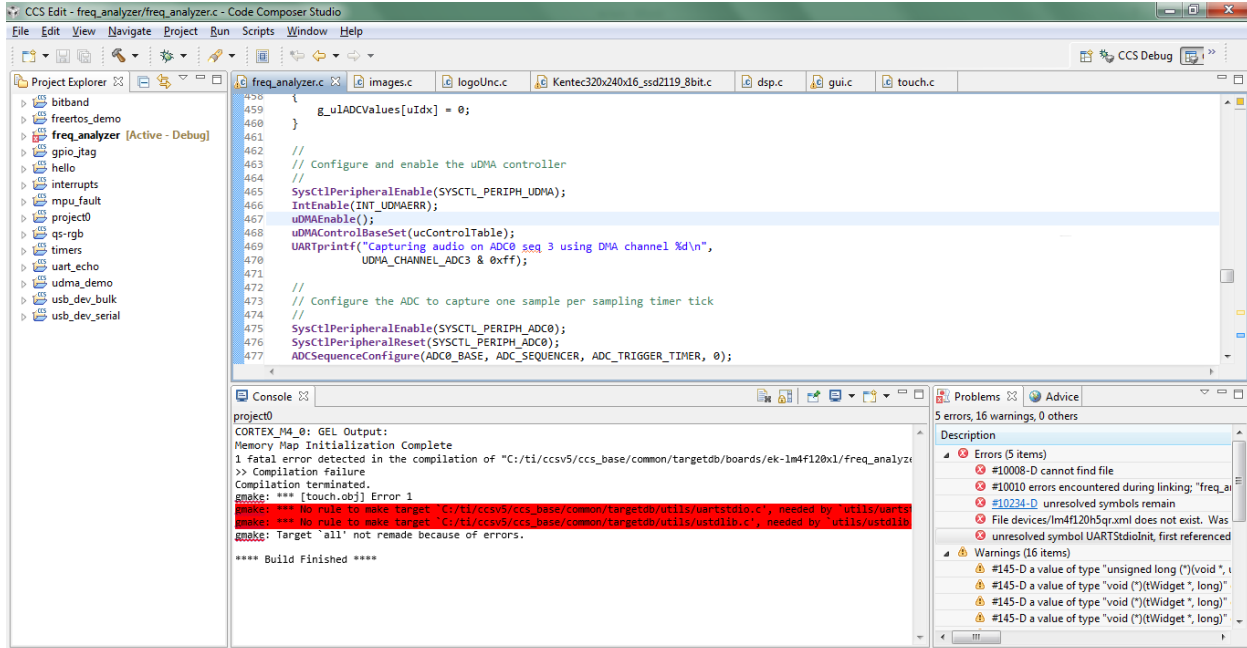 CCS Edit - freq_analyzer/freq_analyzer.c - Code Composer Studio
File Edit View Navigate Project Run Scripts Window Help
CCS Debug
Project Explorer
bitband
freertos_demo
freq_analyzer [Active - Debug]
gpio_jtag
hello
interrupts
mpu_fault
project0
qs-rgb
timers
uart_echo
udma_demo
usb_dev_bulk
usb_dev_serial
freq_analyzer.c images.c logoUnc.c Kentec320x240x16_ssd2119_8bit.c dsp.c gui.c touch.c
458 {
459 g_ulADCValues[uIdx] = 0;
460 }
461
462 //
463 // Configure and enable the uDMA controller
464 //
465 SysCtlPeripheralEnable(SYSCTL_PERIPH_UDMA);
466 IntEnable(INT_UDMAERR);
467 uDMAEnable();
468 uDMAControlBaseSet(ucControlTable);
469 UARTprintf("Capturing audio on ADC0 seq 3 using DMA channel %d\n",
470 UDMA_CHANNEL_ADC3 & 0xff);
471
472 //
473 // Configure the ADC to capture one sample per sampling timer tick
474 //
475 SysCtlPeripheralEnable(SYSCTL_PERIPH_ADC0);
476 SysCtlPeripheralReset(SYSCTL_PERIPH_ADC0);
477 ADCSequenceConfigure(ADC0_BASE, ADC_SEQUENCER, ADC_TRIGGER_TIMER, 0);
Console
project0
CORTEX_M4_0: GEL Output:
Memory Map Initialization Complete
1 fatal error detected in the compilation of "C:/ti/ccsv5/ccs_base/common/targetdb/boards/ek-lm4f120xl/freq_analyze
>> Compilation failure
Compilation terminated.
gmake: *** [touch.obj] Error 1
gmake: *** No rule to make target `C:/ti/ccsv5/ccs_base/common/targetdb/utils/uartstdio.c', needed by `utils/uarts
gmake: *** No rule to make target `C:/ti/ccsv5/ccs_base/common/targetdb/utils/ustdlib.c', needed by `utils/ustdlib
gmake: Target `all' not remade because of errors.
**** Build Finished ****
Problems Advice
5 errors, 16 warnings, 0 others
Description
Errors (5 items)
#10008-D cannot find file
#10010 errors encountered during linking; "freq_a
#10234-D unresolved symbols remain
File devices/lm4f120h5qr.xml does not exist. Was
unresolved symbol UARTStdioInit, first referenced
Warnings (16 items)
#145-D a value of type "unsigned long (*)(void *, u
#145-D a value of type "void (*)(tWidget *, long)"
#145-D a value of type "void (*)(tWidget *, long)"
#145-D a value of type "void (*)(tWidget *, long)"